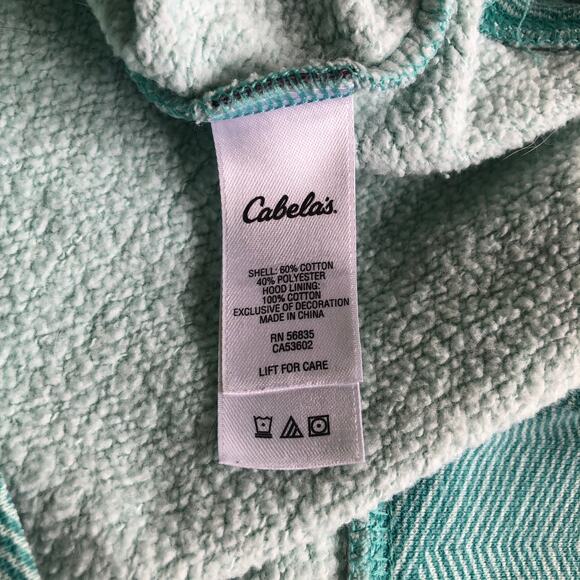 Cabela's.
SHELL: 60% COTTON
40% POLYESTER
HOOD LINING:
100% COTTON
EXCLUSIVE OF DECORATION
MADE IN CHINA
RN 56835
CA53602
LIFT FOR CARE